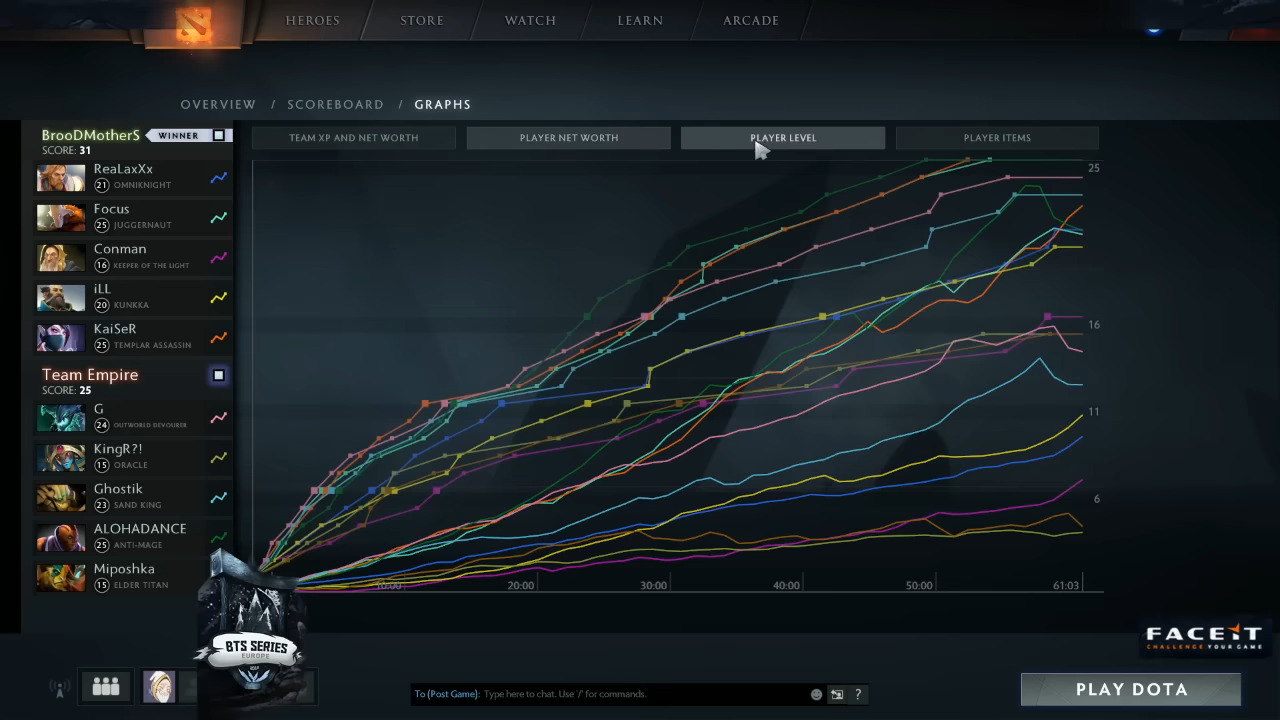 HEROES STORE WATCH LEARN ARCADE
OVERVIEW / SCOREBOARD / GRAPHS
BrooDMotherS WINNER
SCORE: 31
TEAM XP AND NET WORTH PLAYER NET WORTH PLAYER LEVEL PLAYER ITEMS
ReaLaxXx
21 OMNIKNIGHT
Focus
25 JUGGERNAUT
Conman
16 KEEPER OF THE LIGHT
iLL
20 KUNKKA
KaiSeR
25 TEMPLAR ASSASSIN
Team Empire
SCORE: 25
G
24 OUTWORLD DEVOURER
KingR?!
15 ORACLE
Ghostik
23 SAND KING
ALOHADANCE
25 ANTI-MAGE
Miposhka
15 ELDER TITAN
25
16
11
6
10:00 20:00 30:00 40:00 50:00 61:03
BTS SERIES
EUROPE
FACEIT
CHALLENGE YOUR GAME
To (Post Game): Type here to chat. Use '/' for commands. ?
PLAY DOTA